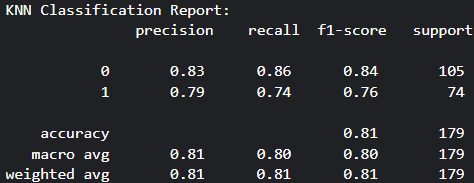 KNN Classification Report:
precision recall f1-score support
0 0.83 0.86 0.84 105
1 0.79 0.74 0.76 74
accuracy 0.81 179
macro avg 0.81 0.80 0.80 179
weighted avg 0.81 0.81 0.81 179